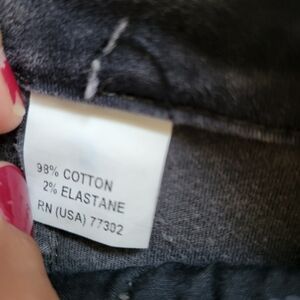 98% COTTON
2% ELASTANE
RN (USA) 77302